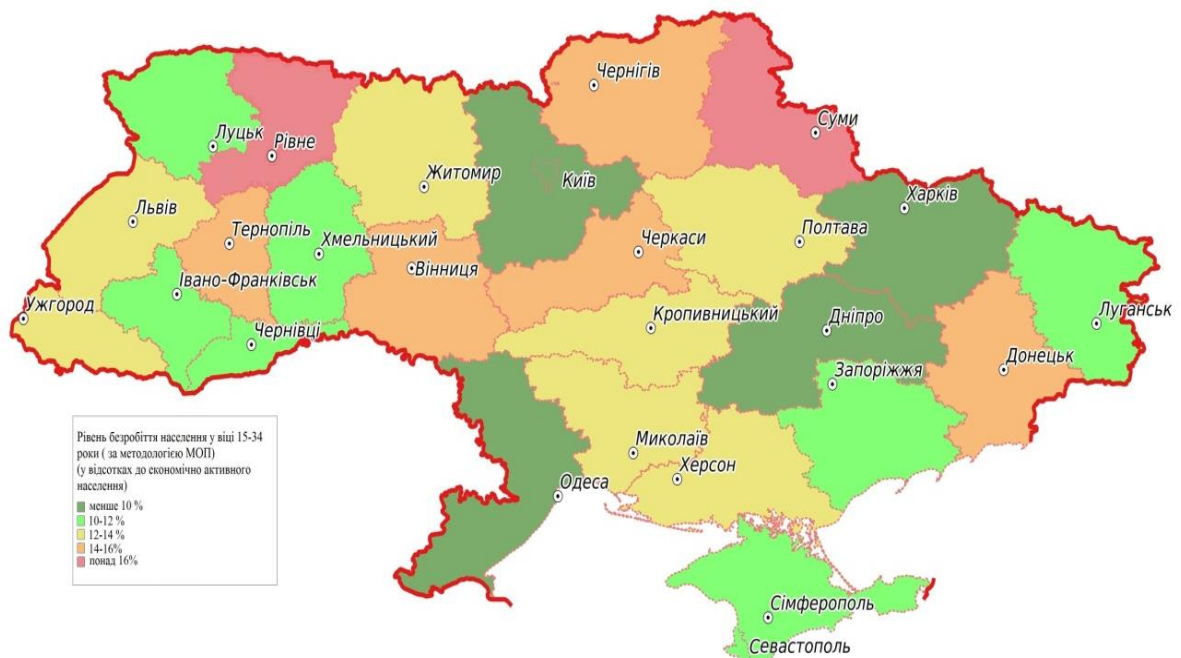 Чернігів
Суми
Луцьк
Рівне
Житомир
Київ
Харків
Львів
Тернопіль
Хмельницький
Черкаси
Полтава
Вінниця
Івано-Франківськ
Ужгород
Чернівці
Кропивницький
Дніпро
Луганськ
Донецьк
Запоріжжя
Миколаїв
Херсон
Одеса
Сімферополь
Севастополь
Рівень безробіття населення у віці 15-34
роки ( за методологією МОП)
(у відсотках до економічно активного
населення)
менше 10 %
10-12 %
12-14 %
14-16%
понад 16%